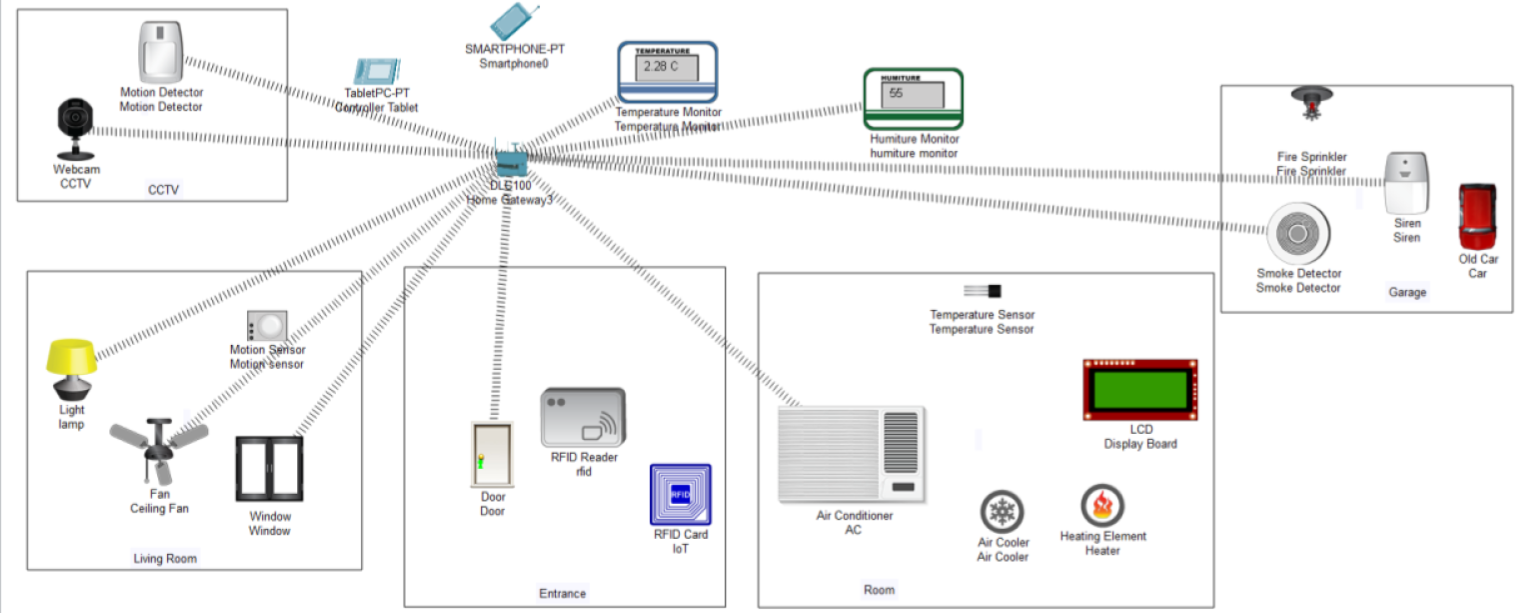 SMARTPHONE-PT
Smartphone0
TabletPC-PT
Controller Tablet
TEMPERATURE
2.28 C
Temperature Monitor
Temperature Monitor
HUMITURE
55
Humiture Monitor
humiture monitor
Motion Detector
Motion Detector
Webcam
CCTV
CCTV
DLC100
Home Gateway3
Fire Sprinkler
Fire Sprinkler
Siren
Siren
Old Car
Car
Smoke Detector
Smoke Detector
Garage
Motion Sensor
Motion sensor
Light
lamp
Fan
Ceiling Fan
Window
Window
Living Room
RFID Reader
rfid
Door
Door
RFID
RFID Card
IoT
Entrance
Temperature Sensor
Temperature Sensor
LCD
Display Board
Air Conditioner
AC
Air Cooler
Air Cooler
Heating Element
Heater
Room